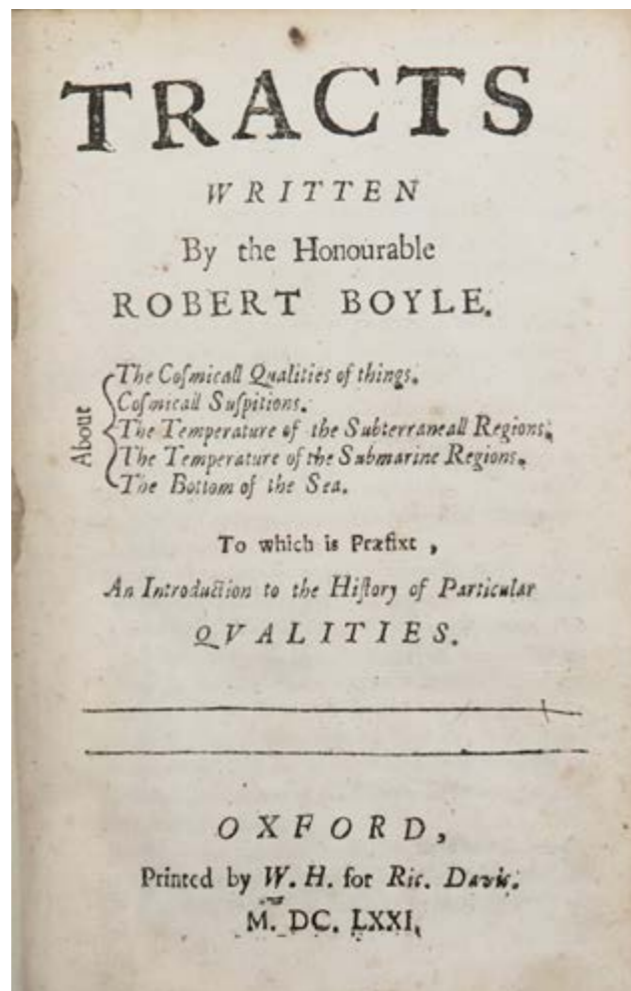 TRACTS
WRITTEN
By the Honourable
ROBERT BOYLE.
About
The Coſmicall Qualities of things.
Coſmicall Suſpitions.
The Temperature of the Subterraneall Regions.
The Temperature of the Submarine Regions.
The Bottom of the Sea.
To which is Præfixt ,
An Introduction to the Hiſtory of Particular
QVALITIES.
OXFORD,
Printed by W. H. for Ric. Davis.
M. DC. LXXI.